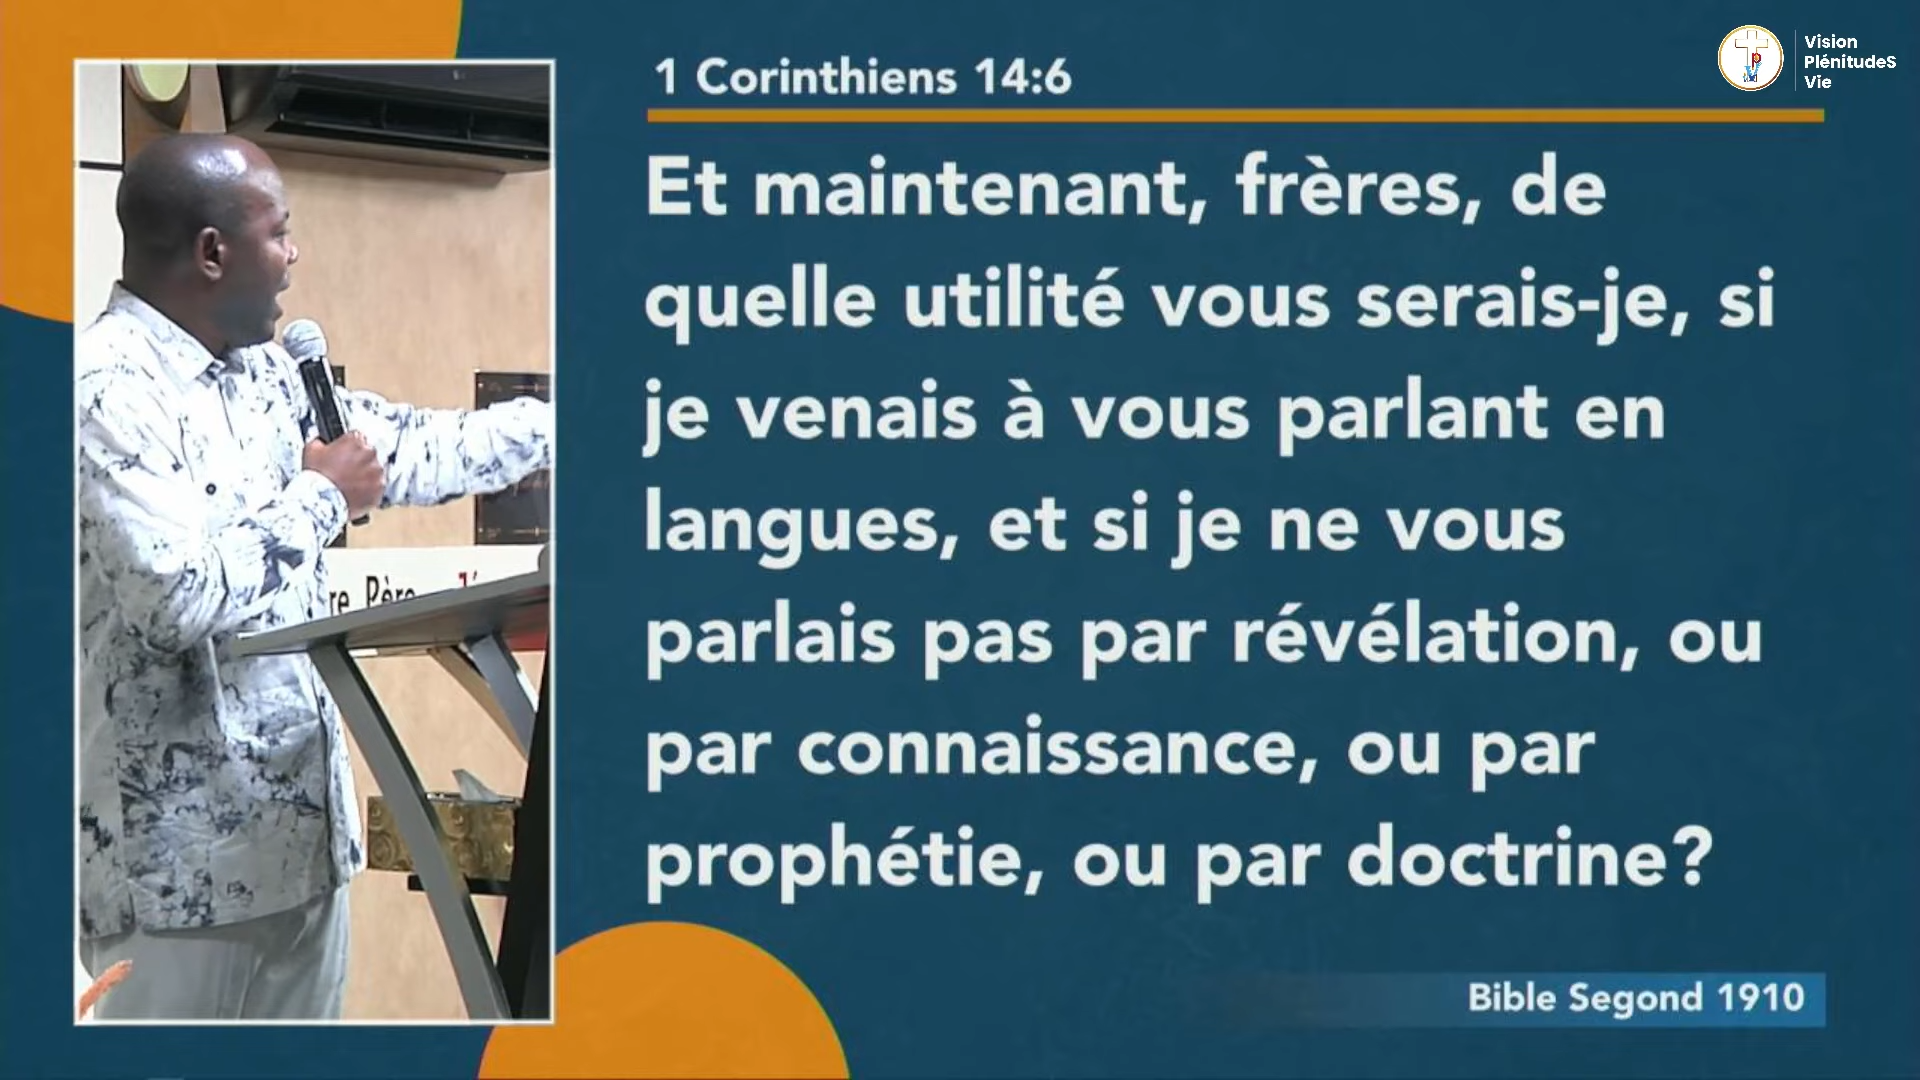 1 Corinthiens 14:6
Vision
PlénitudeS
Vie
Et maintenant, frères, de
quelle utilité vous serais-je, si
je venais à vous parlant en
langues, et si je ne vous
parlais pas par révélation, ou
par connaissance, ou par
prophétie, ou par doctrine?
re Père
Bible Segond 1910